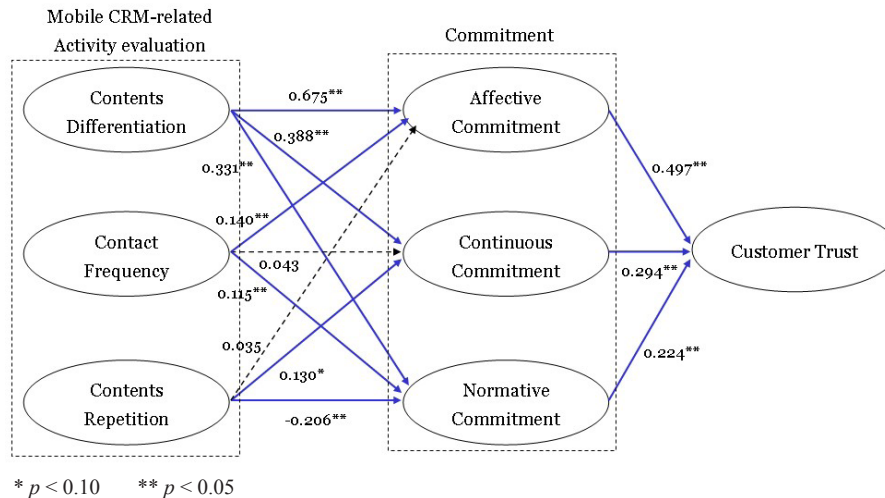 Mobile CRM-related
Activity evaluation
Commitment
Contents
Differentiation
0.675**
Affective
Commitment
0.388**
0.331**
0.497**
0.140**
Contact
Frequency
0.043
Continuous
Commitment
Customer Trust
0.294**
0.115**
0.035
0.224**
0.130*
Contents
Repetition
-0.206**
Normative
Commitment
* p < 0.10 ** p < 0.05